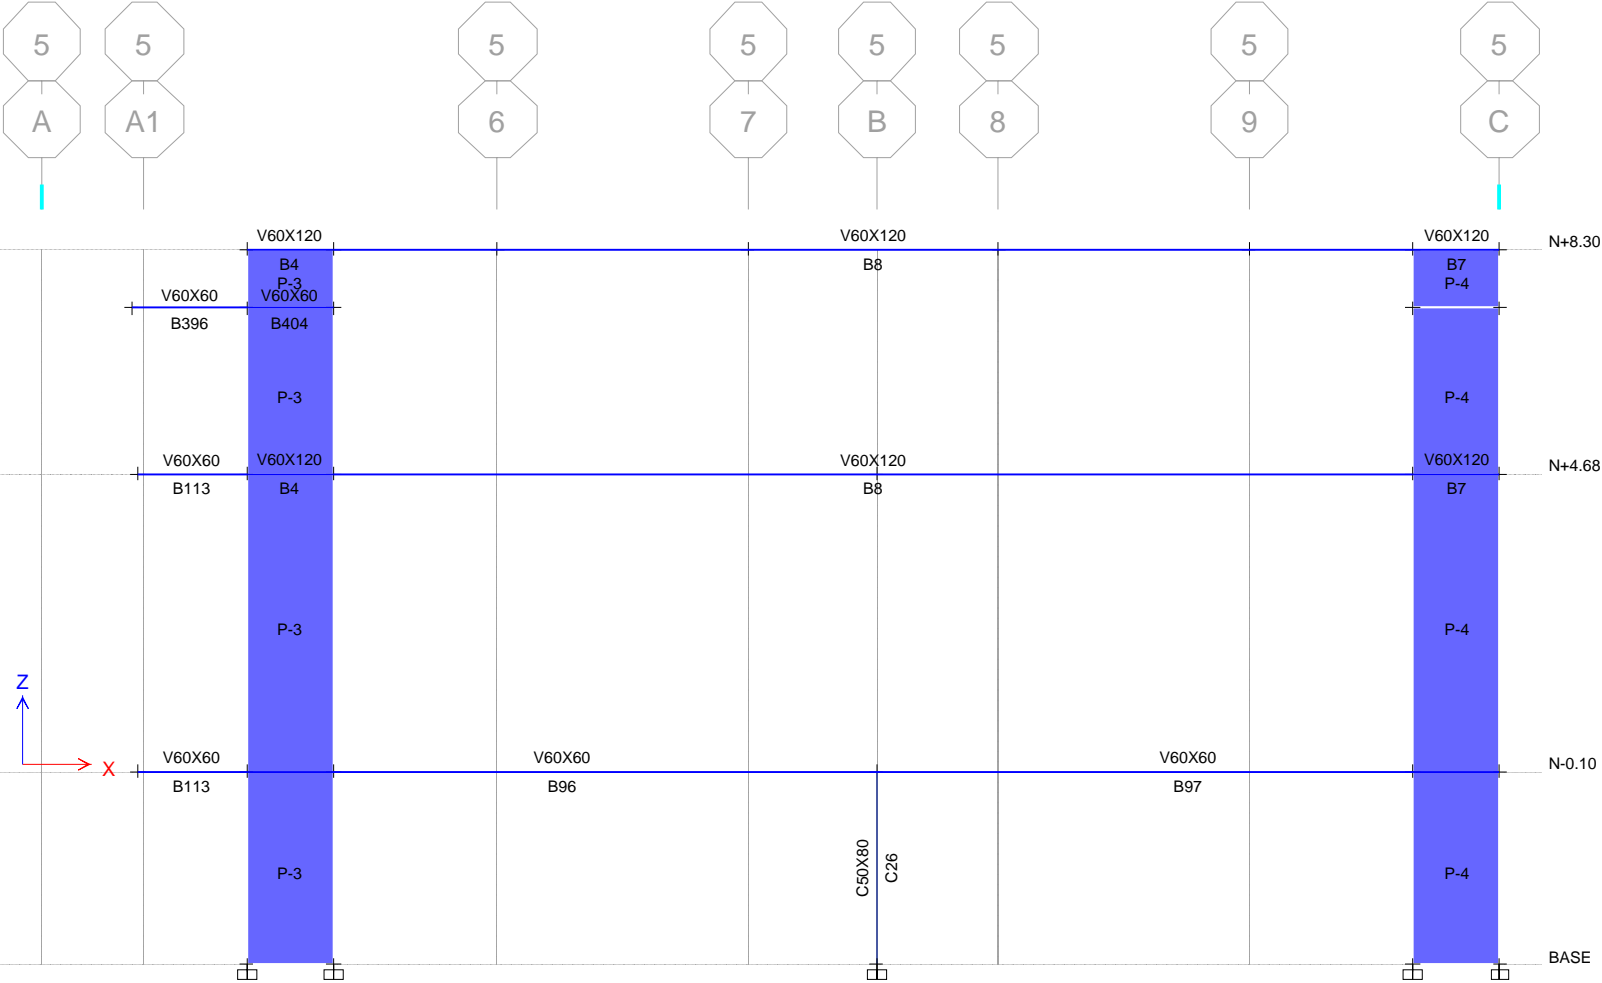 5 5 5 5 5 5 5 5
A A1 6 7 B 8 9 C
V60X120 V60X120 V60X120 N+8.30
B4 B8 B7
P-3 P-4
V60X60 V60X60
B396 B404
P-3 P-4
V60X60 V60X120 V60X120 V60X120 N+4.68
B113 B4 B8 B7
P-3 P-4
Z
X
V60X60 V60X60 V60X60 N-0.10
B113 B96 B97
C50X80 C26
P-3 P-4
BASE